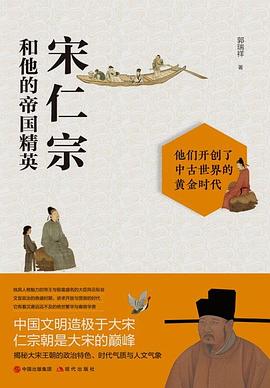 郭瑞祥 著
宋仁宗
和他的帝国精英
他们开创了
中古世界的
黄金时代
中国文明造极于大宋
仁宗朝是大宋的巅峰
揭秘大宋王朝的政治特色、时代气质与人文气象
中国出版集团
现代出版社